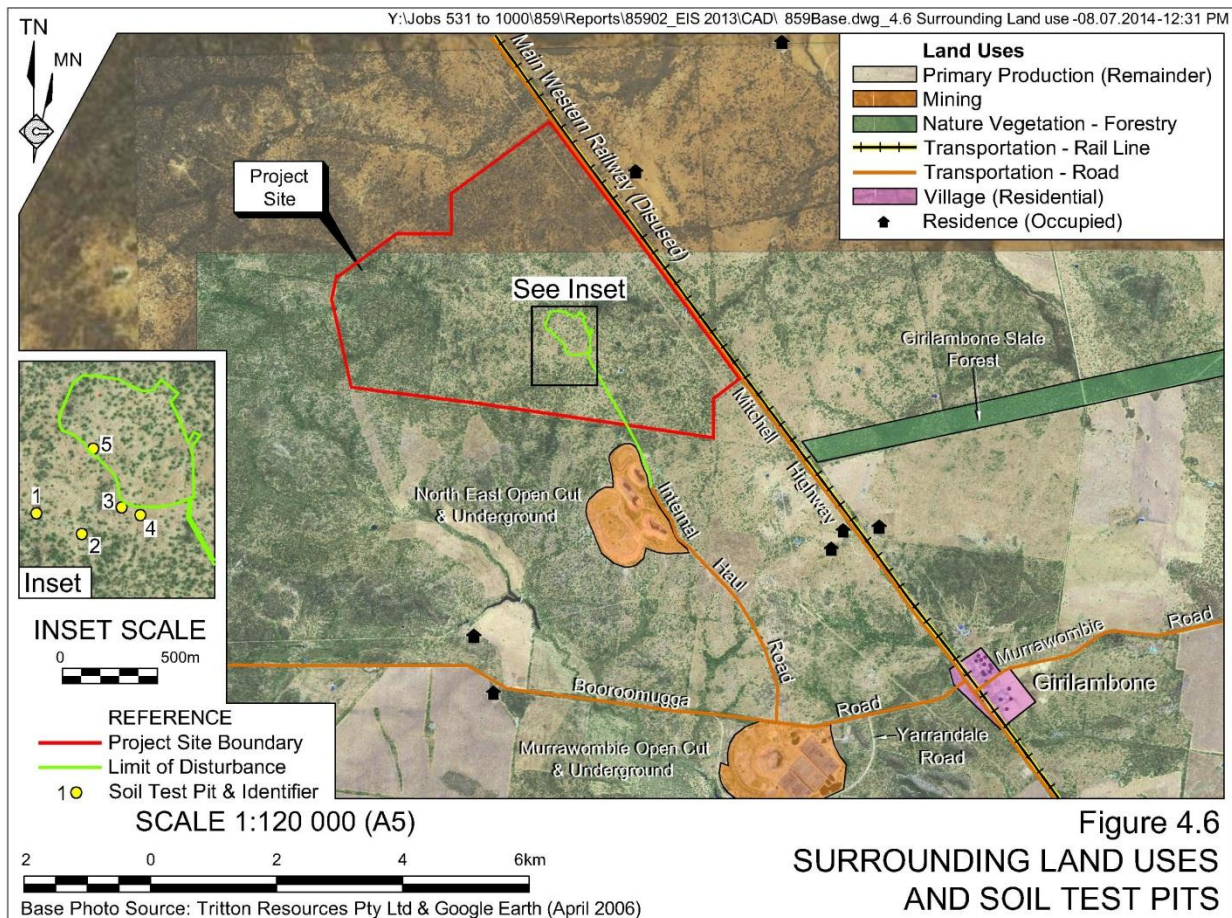 Y:\Jobs 531 to 1000\859\Reports\85902_EIS 2013\CAD\ 859Base.dwg_4.6 Surrounding Land use -08.07.2014-12:31 PM
TN
MN
Land Uses
Primary Production (Remainder)
Mining
Nature Vegetation - Forestry
Transportation - Rail Line
Transportation - Road
Village (Residential)
Residence (Occupied)
Main Western Railway (Disused)
Project
Site
See Inset
Girilambone State
Forest
Mitchell
Highway
North East Open Cut
& Underground
Internal
Haul
Road
5
1
3
4
2
Inset
INSET SCALE
0 500m
Murrawombie Road
Girilambone
Booroomugga Road
Yarrandale
Road
Murrawombie Open Cut
& Underground
REFERENCE
Project Site Boundary
Limit of Disturbance
1 Soil Test Pit & Identifier
SCALE 1:120 000 (A5)
2 0 2 4 6km
Base Photo Source: Tritton Resources Pty Ltd & Google Earth (April 2006)
Figure 4.6
SURROUNDING LAND USES
AND SOIL TEST PITS